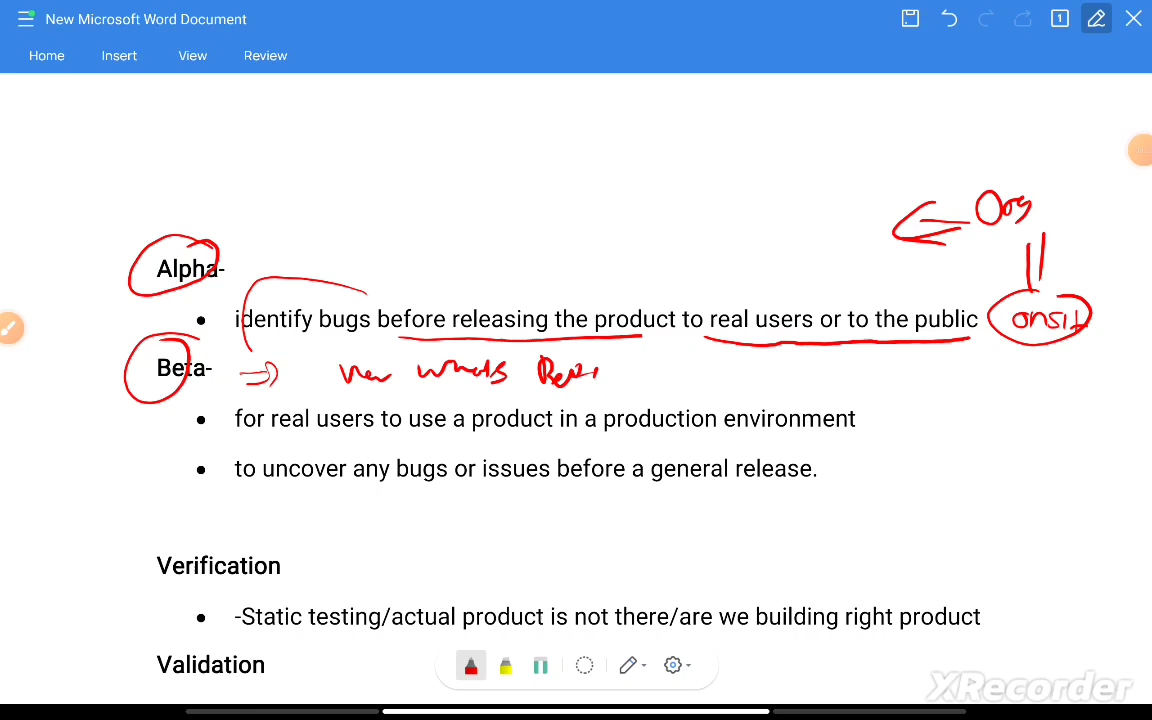 New Microsoft Word Document
1
Home Insert View Review
Alpha-
• identify bugs before releasing the product to real users or to the public onsit
Beta-
• for real users to use a product in a production environment
• to uncover any bugs or issues before a general release.
Verification
• -Static testing/actual product is not there/are we building right product
Validation
XRecorder